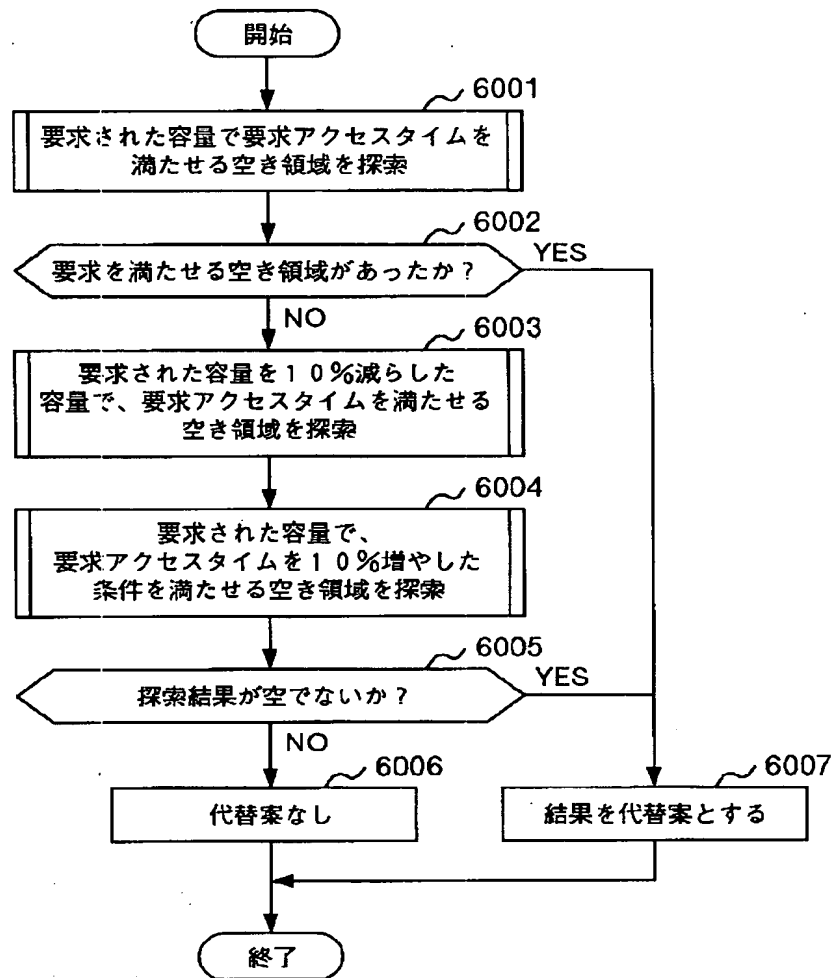 開始
6001
要求された容量で要求アクセスタイムを
満たせる空き領域を探索
6002
要求を満たせる空き領域があったか？
YES
NO
6003
要求された容量を１０％減らした
容量で、要求アクセスタイムを満たせる
空き領域を探索
6004
要求された容量で、
要求アクセスタイムを１０％増やした
条件を満たせる空き領域を探索
6005
探索結果が空でないか？
YES
NO
6006
代替案なし
6007
結果を代替案とする
終了